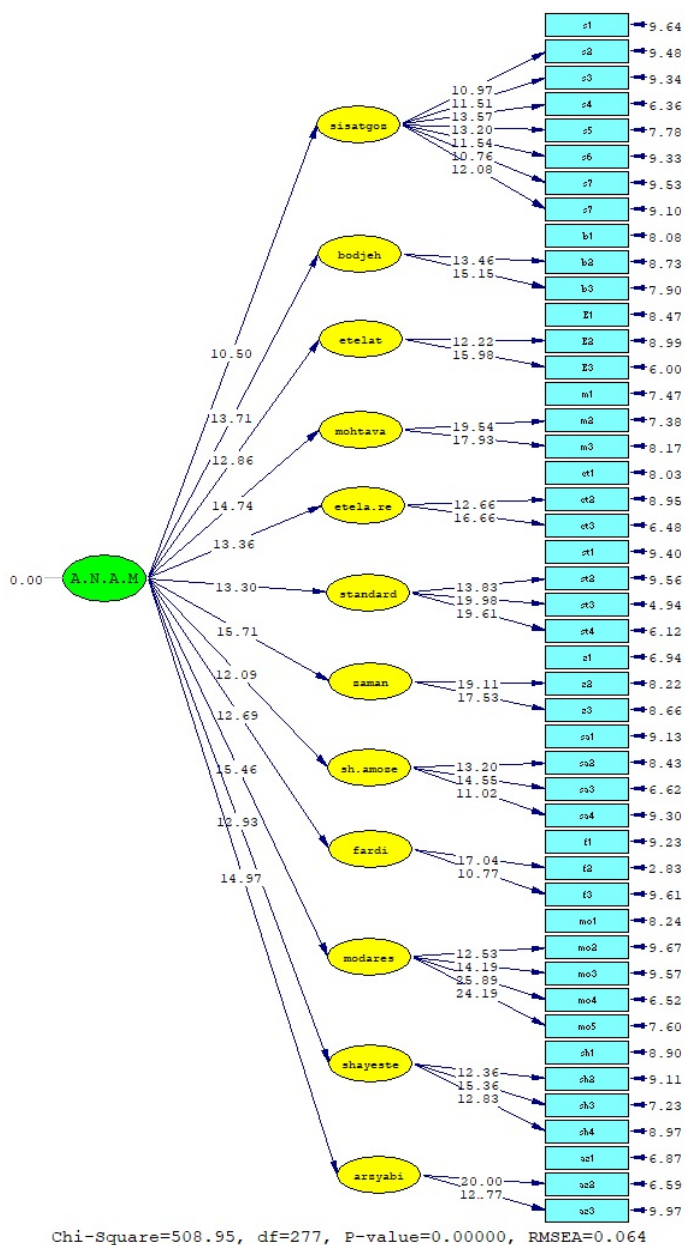 s1 9.64
s2 9.48
s3 9.34
s4 6.36
s5 7.78
s6 9.33
s7 9.53
s7 9.10
b1 8.08
b2 8.73
b3 7.90
E1 8.47
E2 8.99
E3 6.00
m1 7.47
m2 7.38
m3 8.17
et1 8.03
et2 8.95
et3 6.48
st1 9.40
st2 9.56
st3 4.94
st4 6.12
z1 6.94
z2 8.22
z3 8.66
sa1 9.13
sa2 8.43
sa3 6.62
sa4 9.30
f1 9.23
f2 2.83
f3 9.61
mo1 8.24
mo2 9.67
mo3 9.57
mo4 6.52
mo5 7.60
sh1 8.90
sh2 9.11
sh3 7.23
sh4 8.97
az1 6.87
az2 6.59
az3 9.97
10.97
11.51
13.57
13.20
11.54
10.76
12.08
13.46
15.15
12.22
15.98
19.54
17.93
12.66
16.66
13.83
19.98
19.61
19.11
17.53
13.20
14.55
11.02
17.04
10.77
12.53
14.19
25.89
24.19
12.36
15.36
12.83
20.00
12.77
sisatgoz
bodjeh
etelat
mohtava
etela.re
standard
zaman
sh.amoze
fardi
modares
shayeste
arzyabi
10.50
13.71
12.86
14.74
13.36
13.30
15.71
12.09
12.69
15.46
12.93
14.97
0.00 A.N.A.M
Chi-Square=508.95, df=277, P-value=0.00000, RMSEA=0.064